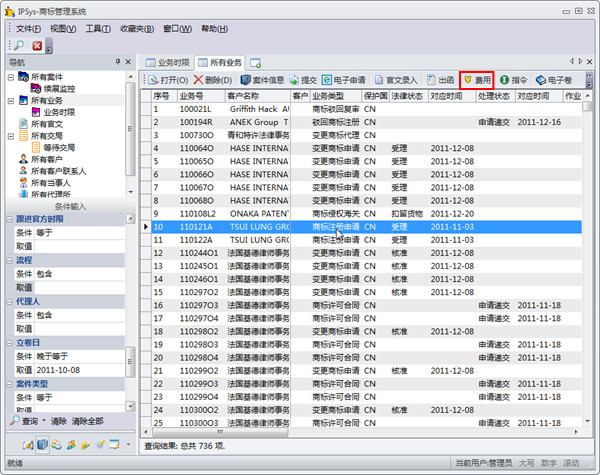 IPSys-商标管理系统
文件(F) 视图(V) 工具(T) 收藏夹(B) 窗口(W) 帮助(H)
导航
所有案件
续展监控
所有业务
业务时限
所有官文
所有交局
等待交局
所有客户
所有客户联系人
所有当事人
所有代理所
条件输入
跟进官方时限
条件 等于
取值
流程
条件 包含
取值
代理人
条件 包含
取值
立卷日
条件 晚于等于
取值 2011-10-08
案件类型
条件 等于
取值
查询 清除 清除全部
业务时限 所有业务
打开(O) 删除(D) 案件信息 提交 电子申请 官文录入 出函 费用 指令 电子卷
序号 业务号 客户名称 客户 业务类型 保护国 法律状态 对应时间 处理状态 对应时间 作业
1 100021L Griffith Hack 商标驳回复审 CN
2 100194R ANEK Group T 驳回商标注册 CN 申请递交 2011-12-16
3 100730O 青和特许法律事 变更商标代理 CN
4 110064O HASE INTERNA 商标注册申请 CN 受理 2011-12-08
5 110065O HASE INTERNA 商标注册申请 CN 受理 2011-12-08
6 110066O HASE INTERNA 商标注册申请 CN 受理 2011-12-08
7 110067O HASE INTERNA 商标注册申请 CN 受理 2011-12-08
8 110068O HASE INTERNA 商标注册申请 CN 受理 2011-12-08
9 110108L2 ONAKA PATENT 商标侵权海关 CN 扣留货物 2011-12-20
10 110121A TSUI LUNG GRO 商标注册申请 CN 受理 2011-11-03
11 110122A TSUI LUNG GRO 商标注册申请 CN 受理 2011-11-03
12 110244O1 法国基德律师事务 变更商标申请 CN 核准 2011-12-08
13 110245O1 法国基德律师事务 变更商标申请 CN 核准 2011-12-08
14 110246O1 法国基德律师事务 变更商标申请 CN 核准 2011-12-08
15 110297O2 法国基德律师事务 变更商标申请 CN 核准 2011-12-08
16 110297O3 法国基德律师事务 商标许可合同 CN 申请递交 2011-11-18
17 110297O4 法国基德律师事务 商标许可合同 CN 申请递交 2011-11-18
18 110298O2 法国基德律师事务 变更商标申请 CN 核准 2011-12-08
19 110298O3 法国基德律师事务 商标许可合同 CN 申请递交 2011-11-18
20 110298O4 法国基德律师事务 商标许可合同 CN 申请递交 2011-11-18
21 110299O2 法国基德律师事务 变更商标申请 CN 核准 2011-12-08
22 110299O3 法国基德律师事务 商标许可合同 CN 申请递交 2011-11-18
23 110299O4 法国基德律师事务 商标许可合同 CN 申请递交 2011-11-18
24 110300O2 法国基德律师事务 变更商标申请 CN 核准 2011-12-08
25 110300O3 法国基德律师事务 商标许可合同 CN 申请递交 2011-11-18
查询结果: 总共 736 项.
就绪 当前用户:管理员 大写 数字 滚动